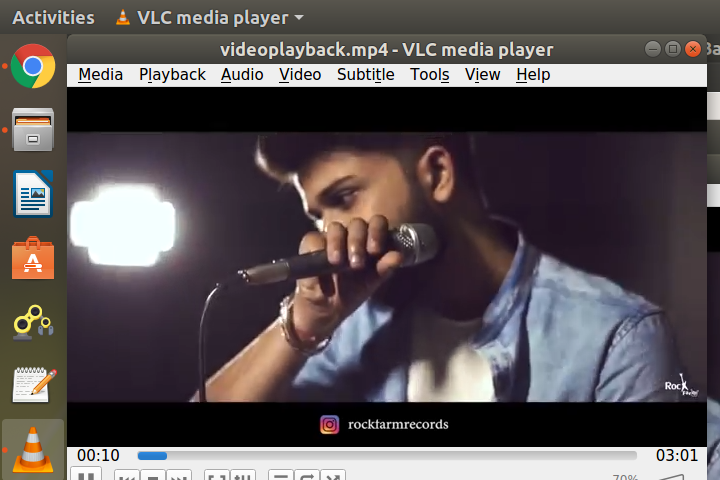 Activities VLC media player
videoplayback.mp4 - VLC media player
Media Playback Audio Video Subtitle Tools View Help
Rock
rockfarmrecords
00:10 03:01
70%